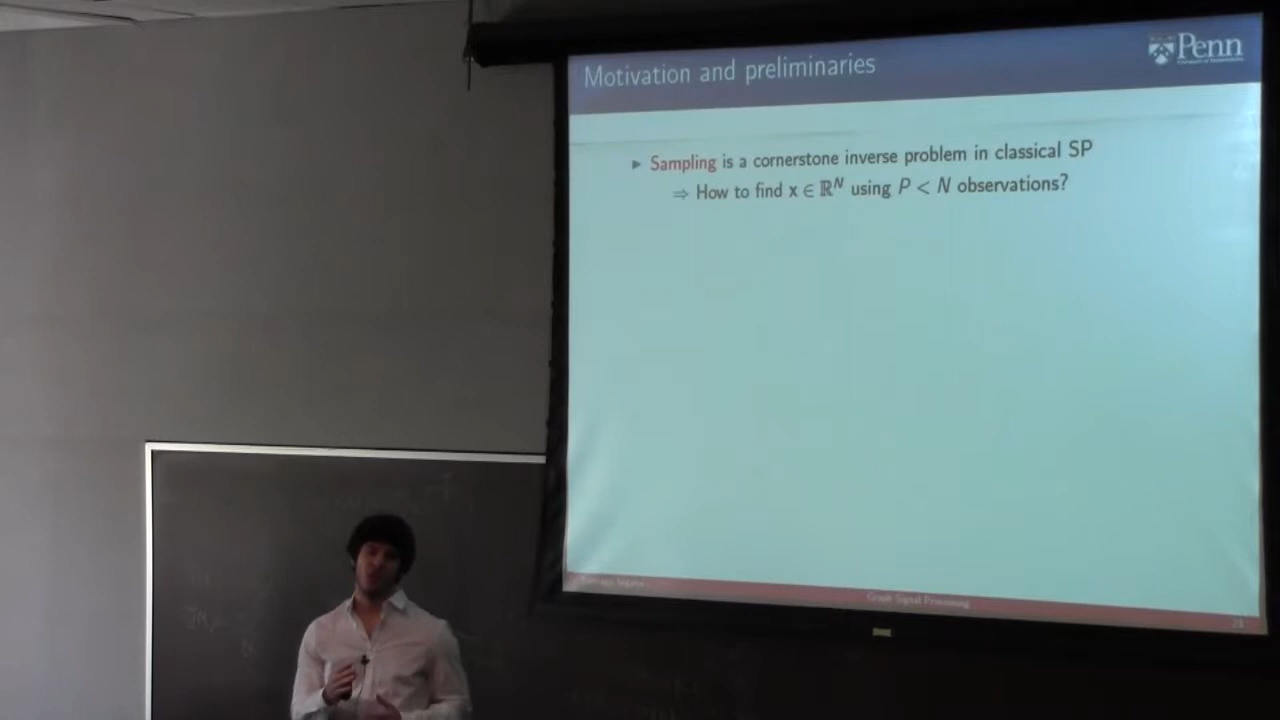 Motivation and preliminaries
Penn
► Sampling is a cornerstone inverse problem in classical SP
⇒ How to find x ∈ ℝᴺ using P < N observations?
Graph Signal Processing